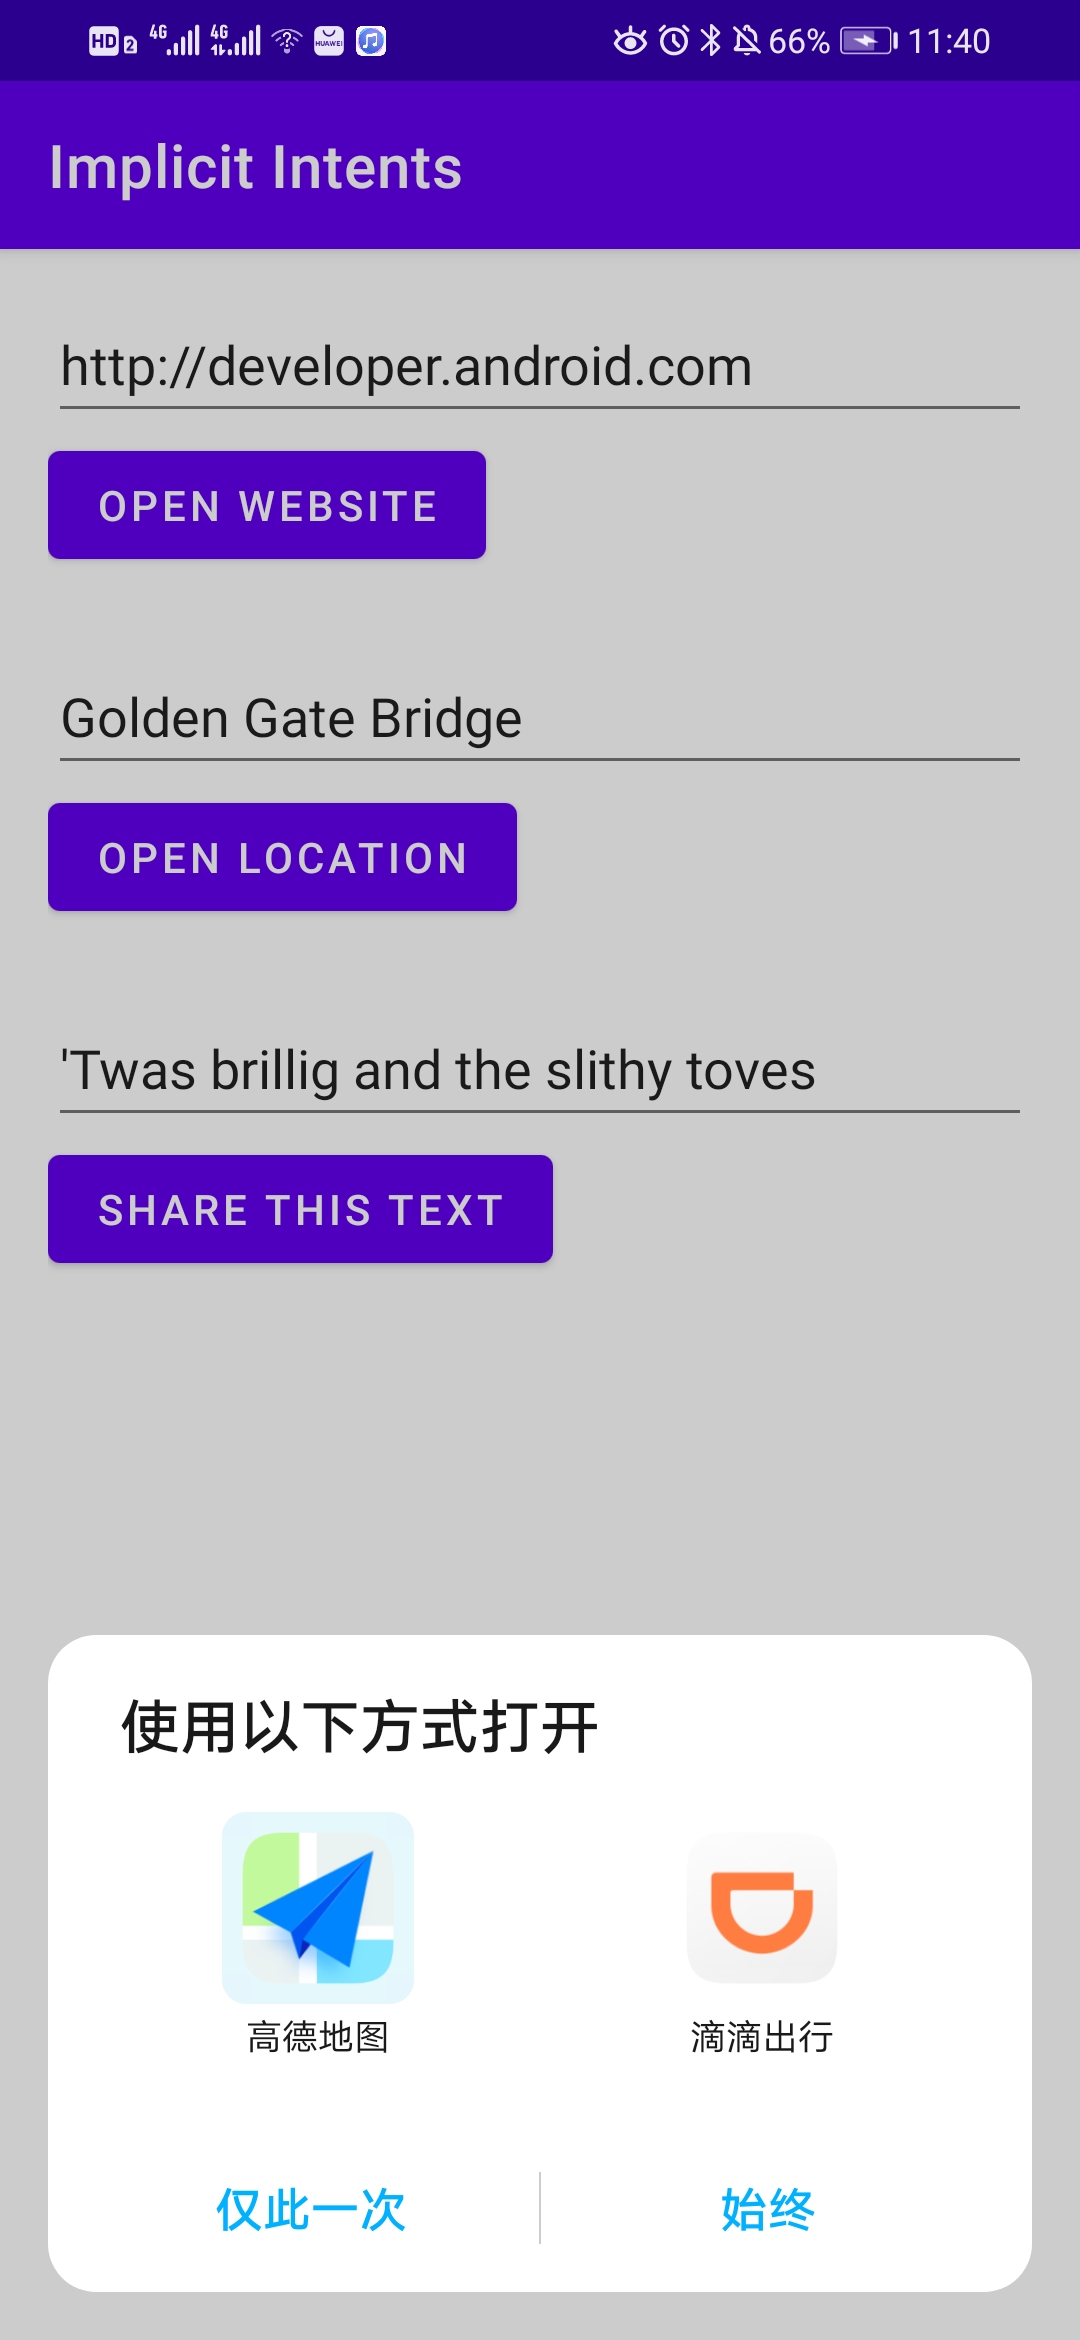 HD 2 4G 4G HUAWEI 66% 11:40
Implicit Intents
http://developer.android.com
OPEN WEBSITE
Golden Gate Bridge
OPEN LOCATION
'Twas brillig and the slithy toves
SHARE THIS TEXT
使用以下方式打开
高德地图 滴滴出行
仅此一次 始终